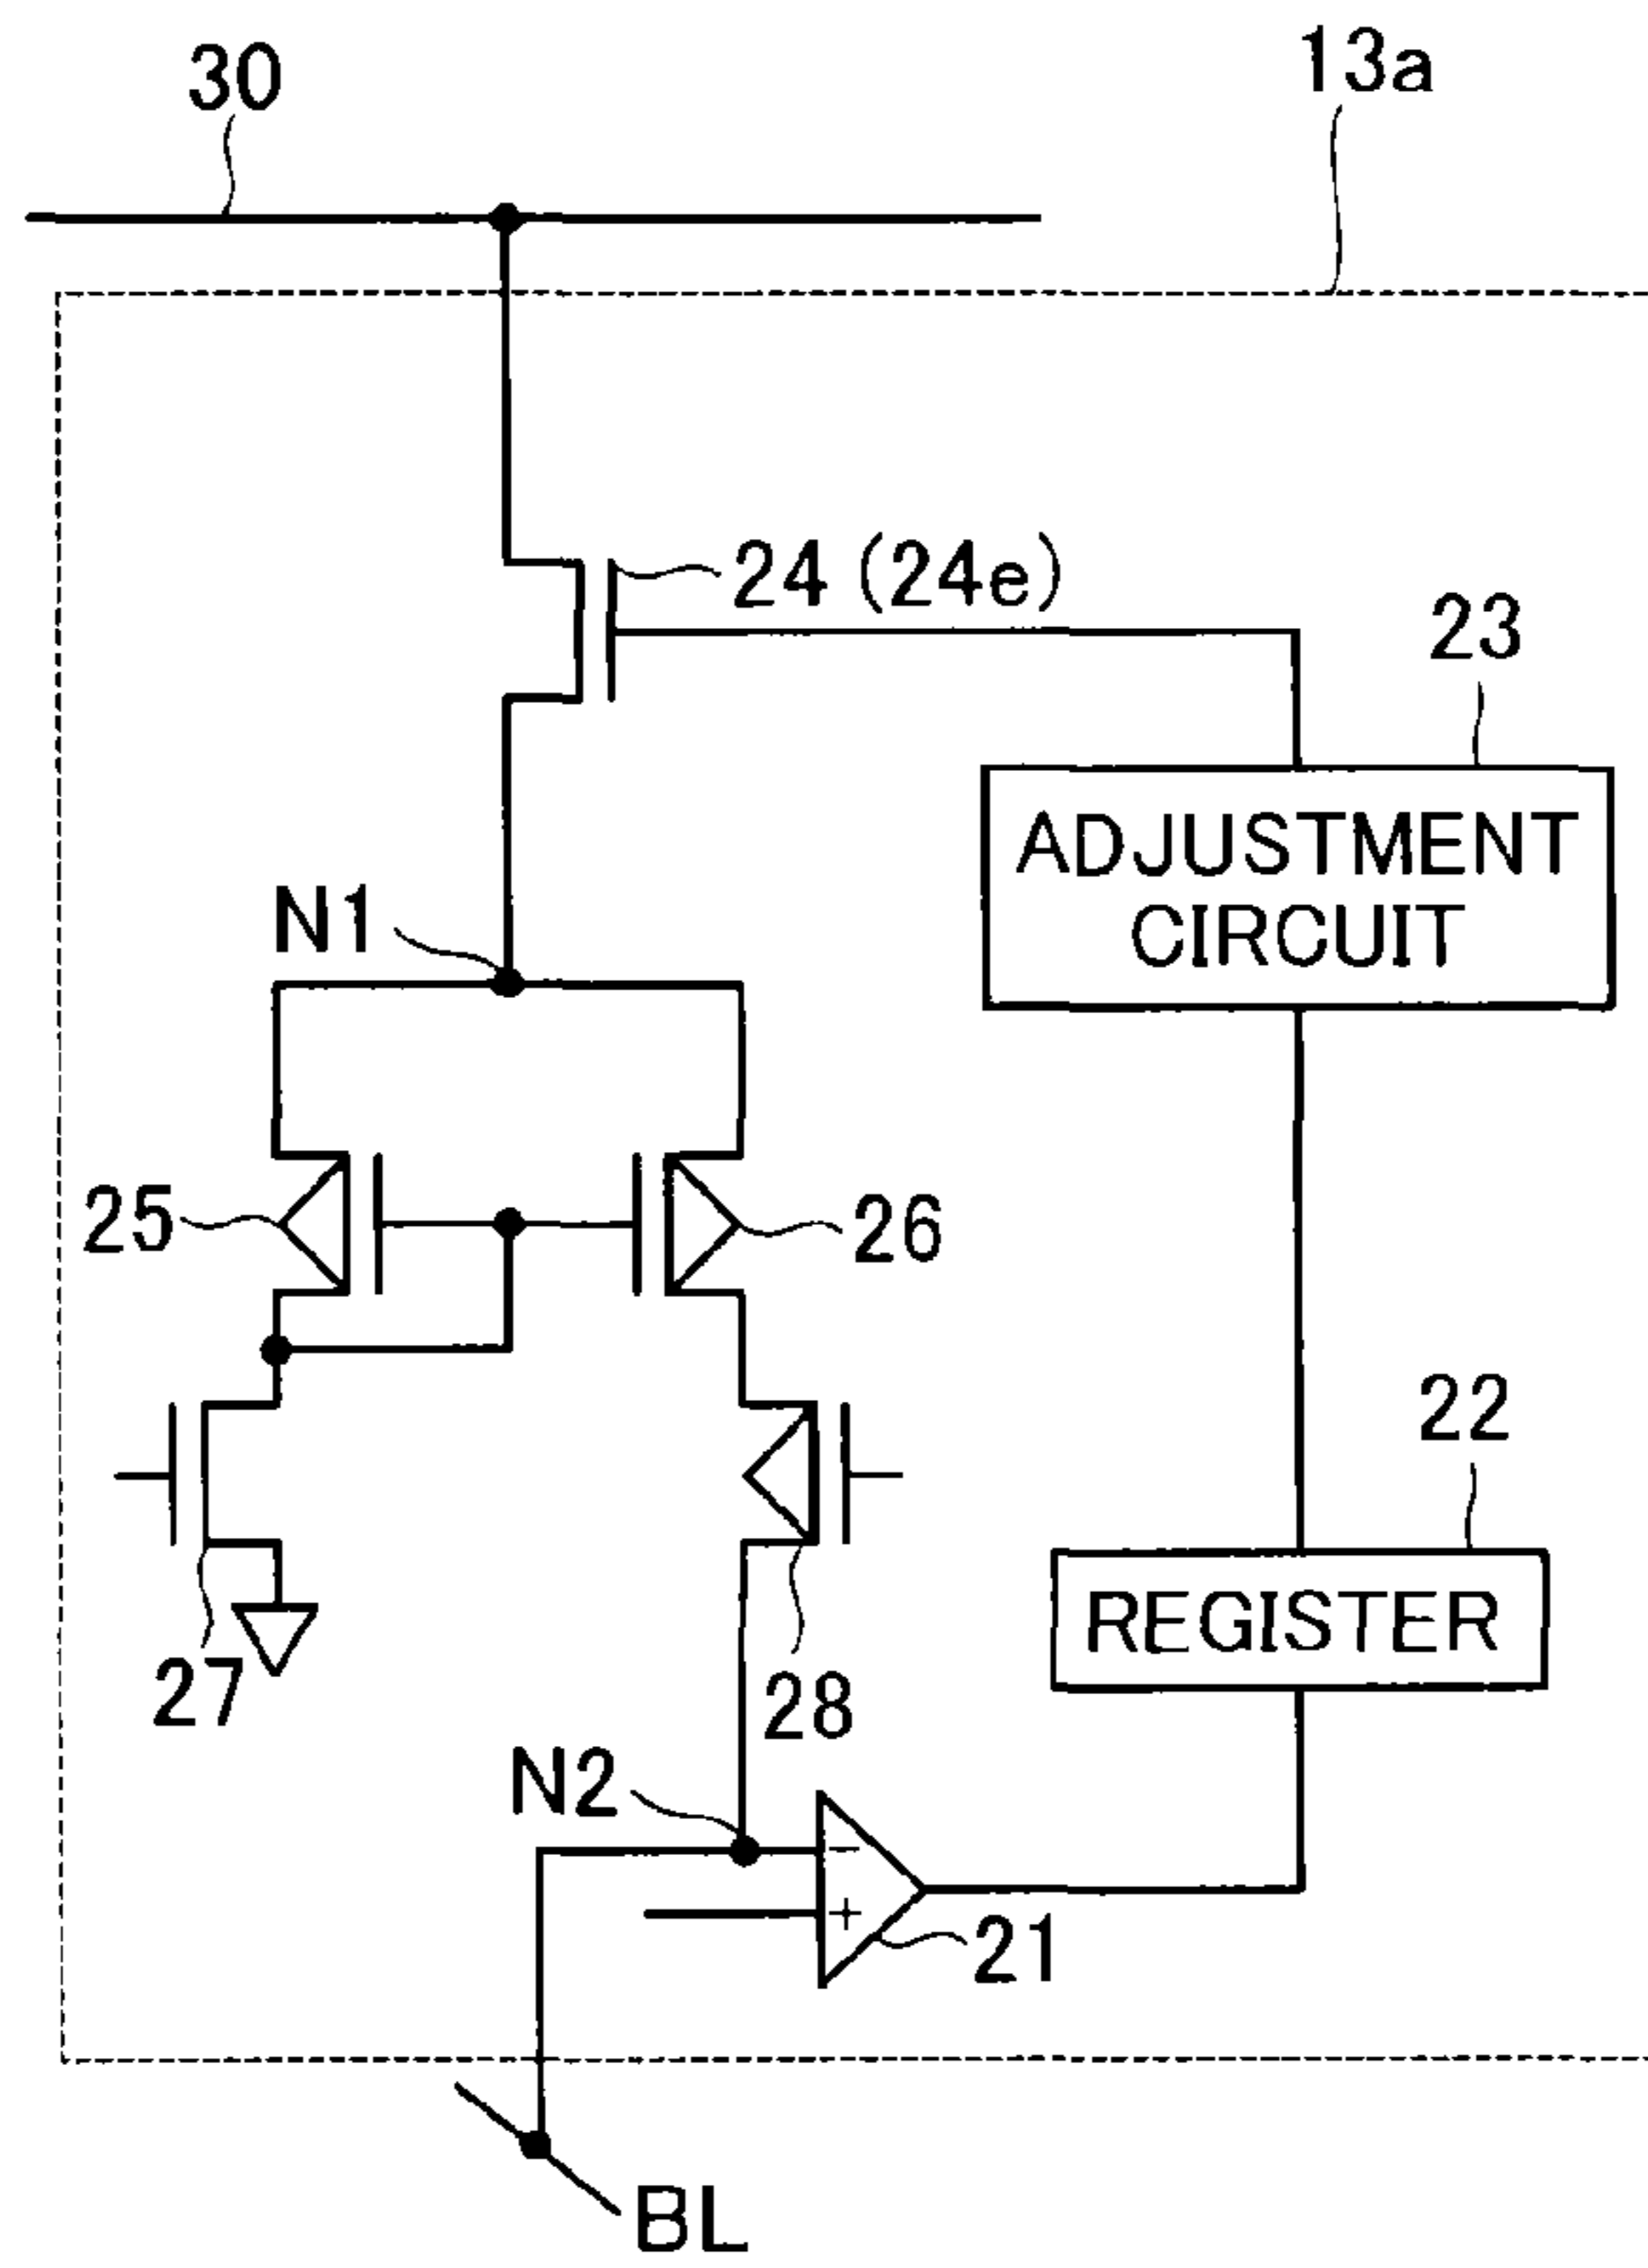 30
13a
24 (24e)
23
ADJUSTMENT
CIRCUIT
N1
25
26
22
REGISTER
27
28
N2
−
+
21
BL